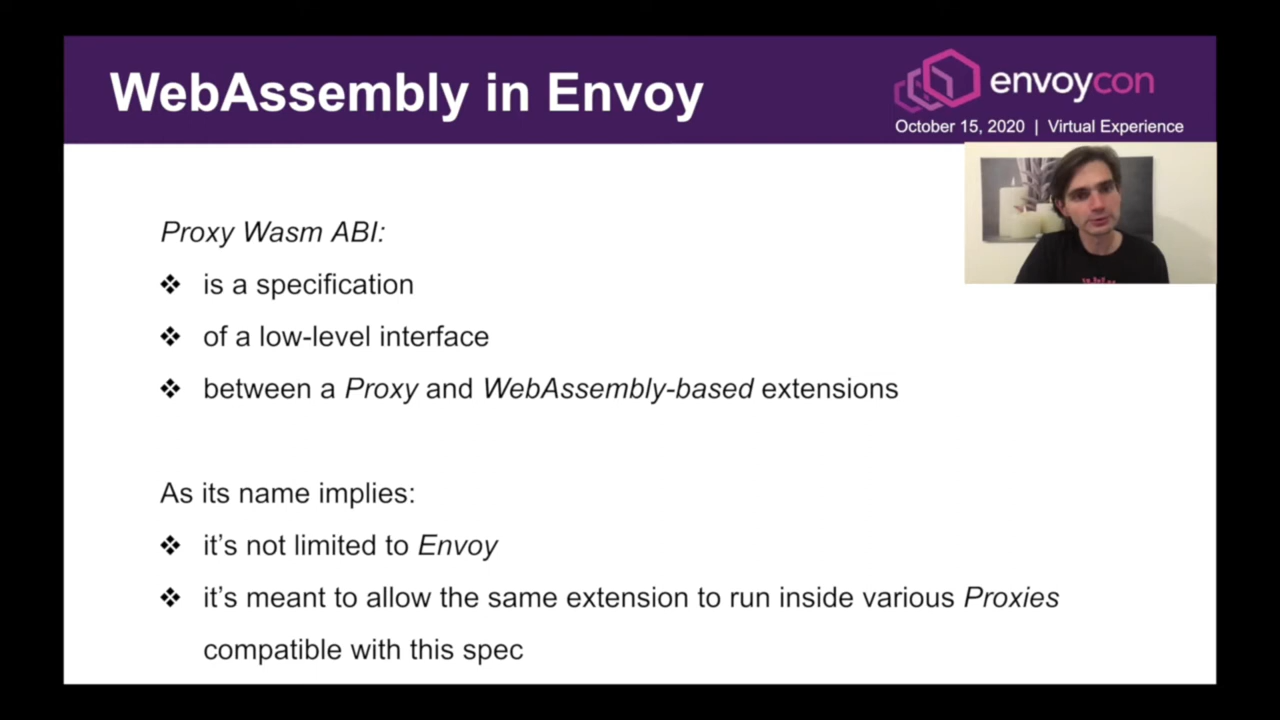 WebAssembly in Envoy
envoycon
October 15, 2020 | Virtual Experience
Proxy Wasm ABI:
❖ is a specification
❖ of a low-level interface
❖ between a Proxy and WebAssembly-based extensions
As its name implies:
❖ it’s not limited to Envoy
❖ it’s meant to allow the same extension to run inside various Proxies
compatible with this spec